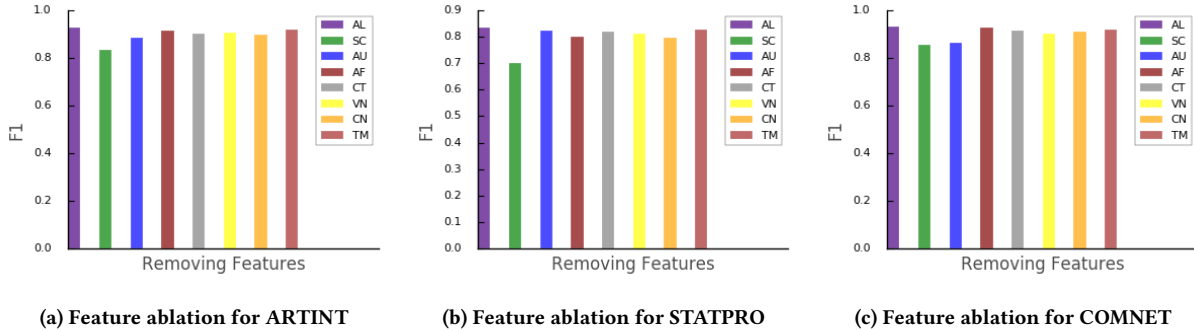 1.0
0.8
0.6
0.4
0.2
0.0
F1
Removing Features
AL
SC
AU
AF
CT
VN
CN
TM
(a) Feature ablation for ARTINT
0.9
0.8
0.7
0.6
0.5
0.4
0.3
0.2
0.1
0.0
F1
Removing Features
AL
SC
AU
AF
CT
VN
CN
TM
(b) Feature ablation for STATPRO
1.0
0.8
0.6
0.4
0.2
0.0
F1
Removing Features
AL
SC
AU
AF
CT
VN
CN
TM
(c) Feature ablation for COMNET